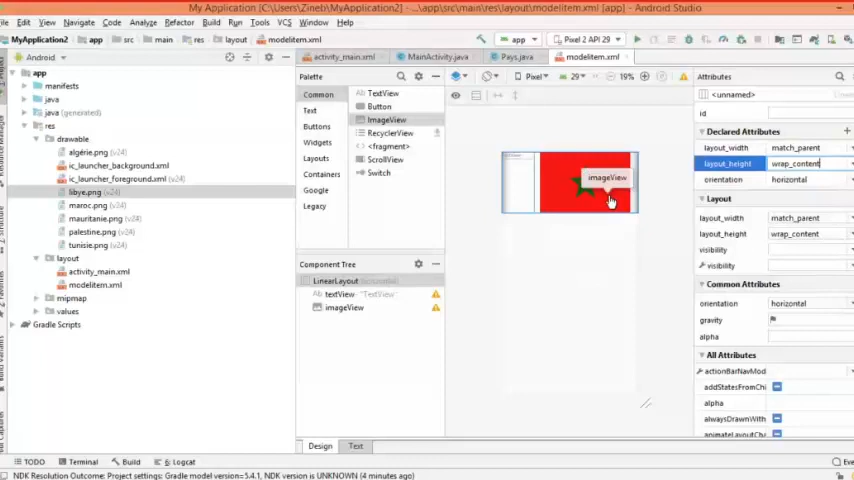 My Application [C:\Users\Zineb\MyApplication2] - ...\app\src\main\res\layout\modelitem.xml [app] - Android Studio
File Edit View Navigate Code Analyze Refactor Build Run Tools VCS Window Help
MyApplication2 app src main res layout modelitem.xml app Pixel 2 API 29
Android activity_main.xml MainActivity.java Pays.java modelitem.xml
app
manifests
java
java (generated)
res
drawable
algérie.png (v24)
ic_launcher_background.xml
ic_launcher_foreground.xml (v24)
libye.png (v24)
maroc.png (v24)
mauritanie.png (v24)
palestine.png (v24)
tunisie.png (v24)
layout
activity_main.xml
modelitem.xml
mipmap
values
Gradle Scripts
Palette
Common
Text
Buttons
Widgets
Layouts
Containers
Google
Legacy
TextView
Button
ImageView
RecyclerView
<fragment>
ScrollView
Switch
Component Tree
LinearLayout (horizontal)
Ab textView- "TextView"
imageView
Pixel 29 19%
imageView
Attributes
<unnamed>
id
Declared Attributes
layout_width match_parent
layout_height wrap_content
orientation horizontal
Layout
layout_width match_parent
layout_height wrap_content
visibility
visibility
Common Attributes
orientation horizontal
gravity
alpha
All Attributes
actionBarNavMod
addStatesFromChi
alpha
alwaysDrawnWith
animateLayoutCha
Design Text
TODO Terminal Build 6: Logcat Eve
NDK Resolution Outcome: Project settings: Gradle model version=5.4.1, NDK version is UNKNOWN (4 minutes ago)